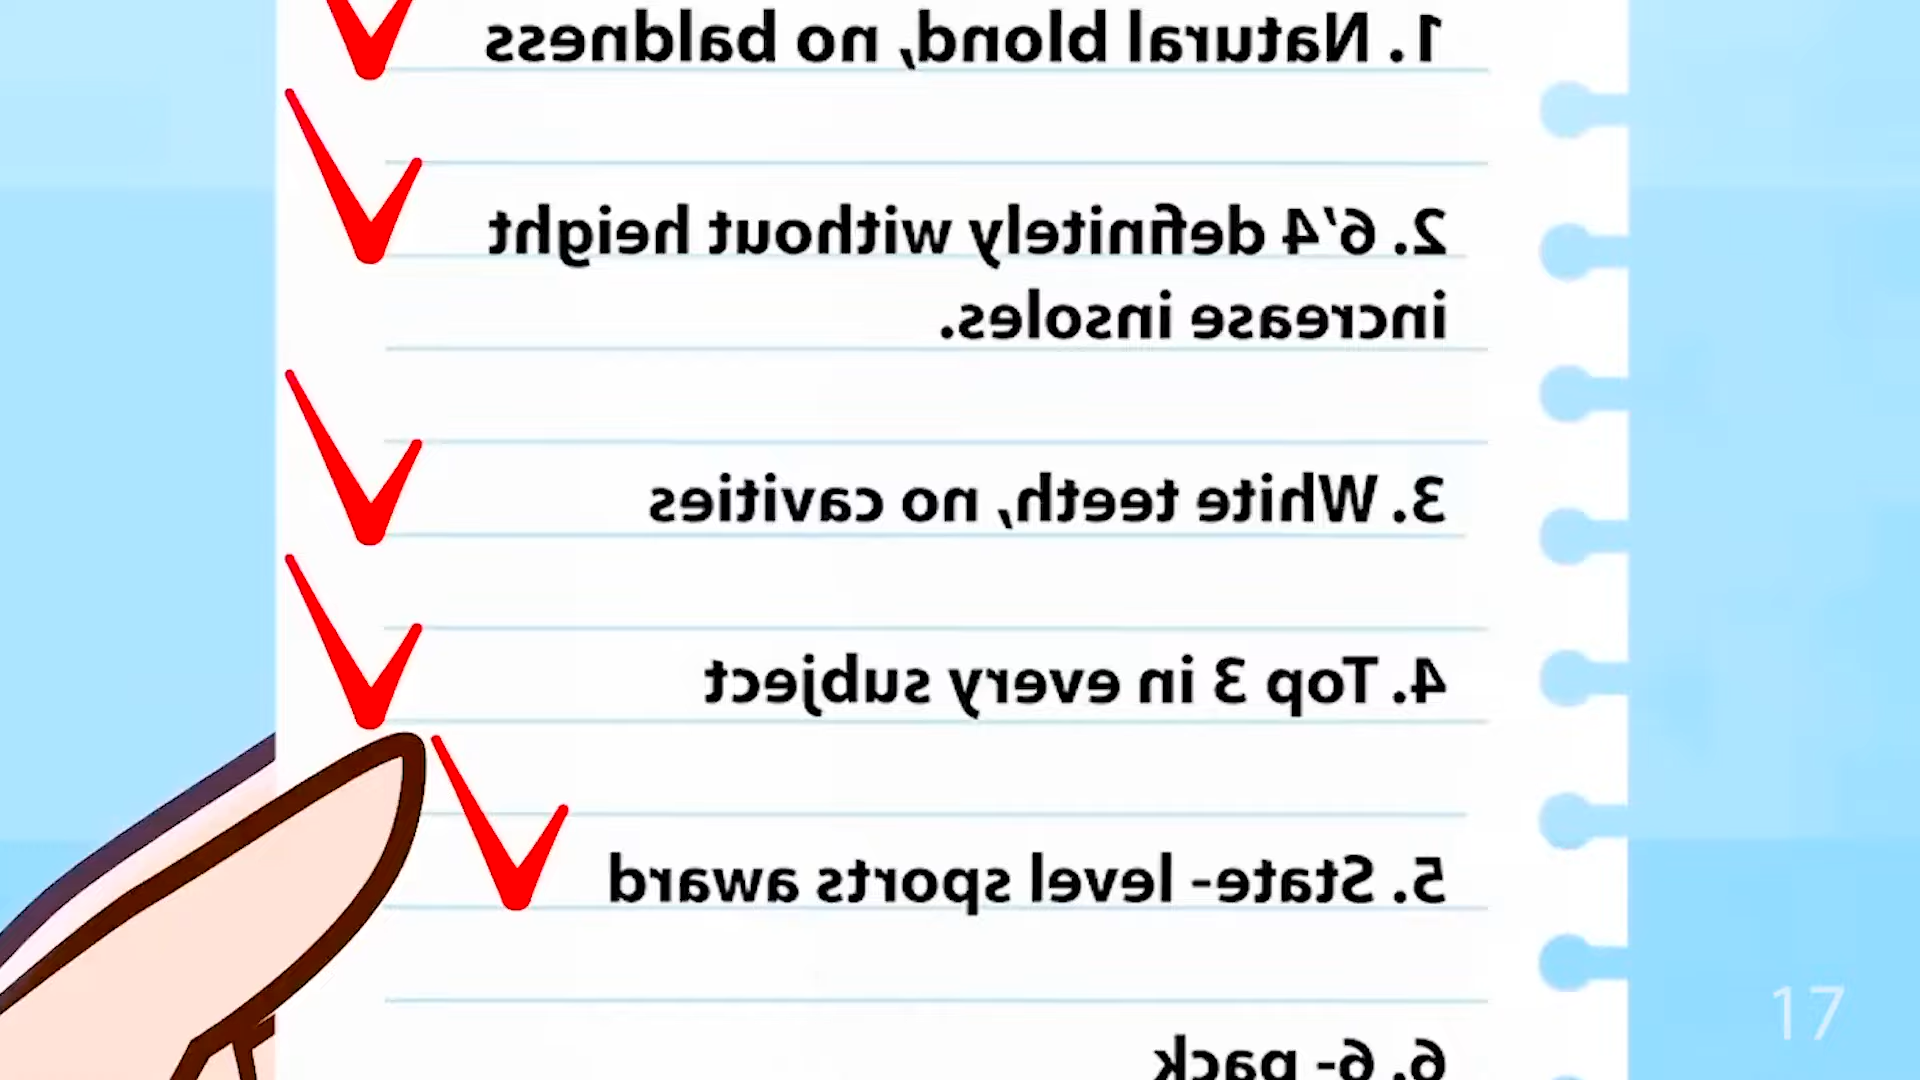 1. Natural blond, no baldness
2. 6'4 definitely without height
increase insoles.
3. White teeth, no cavities
4. Top 3 in every subject
5. State- level sports award
6. 6- pack
17